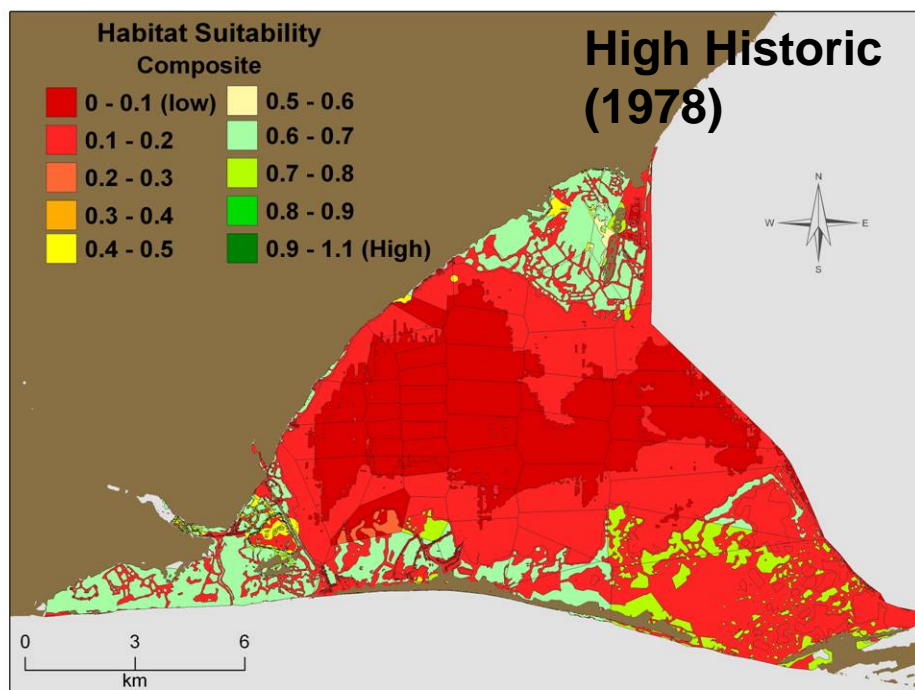 Habitat Suitability
Composite
0 - 0.1 (low)
0.1 - 0.2
0.2 - 0.3
0.3 - 0.4
0.4 - 0.5
0.5 - 0.6
0.6 - 0.7
0.7 - 0.8
0.8 - 0.9
0.9 - 1.1 (High)
High Historic
(1978)
N
W
E
S
0
3
6
km